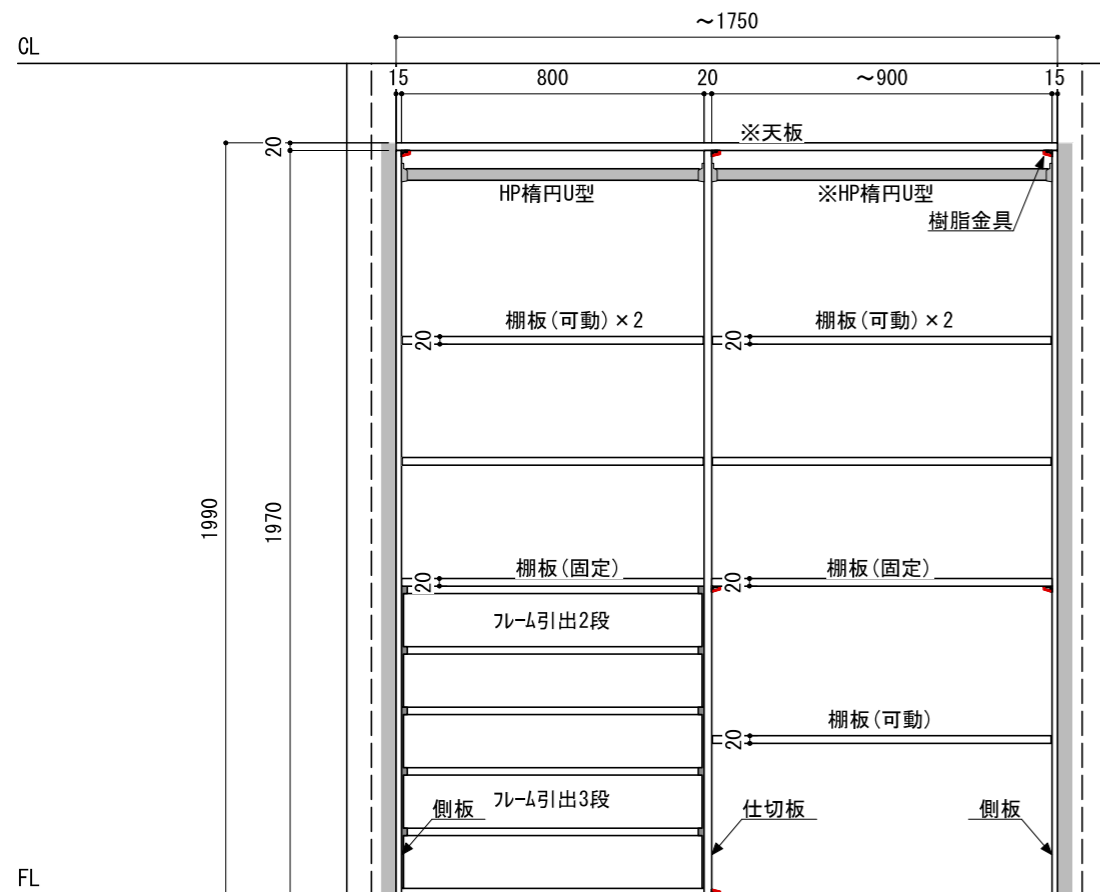 ～1750
CL
15
800
20
～900
15
※天板
20
HP楕円U型
※HP楕円U型
樹脂金具
棚板(可動)×2
棚板(可動)×2
20
20
1990
1970
棚板(固定)
棚板(固定)
20
20
ﾌﾚｰﾑ引出2段
棚板(可動)
20
ﾌﾚｰﾑ引出3段
側板
仕切板
側板
FL